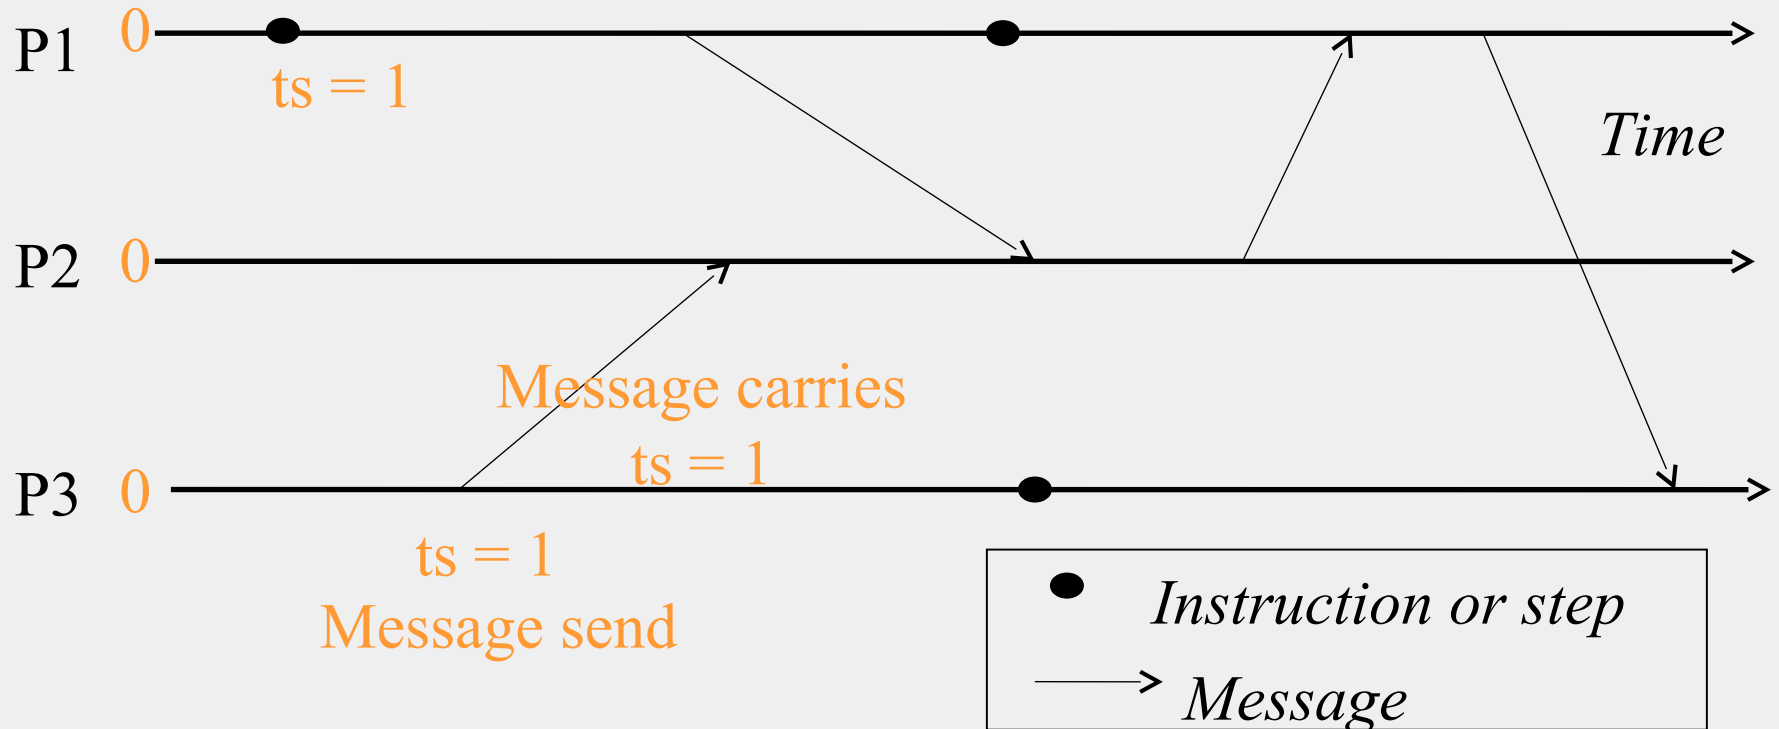 P1 0
ts = 1
Time
P2 0
Message carries
ts = 1
P3 0
ts = 1
Message send
Instruction or step
Message